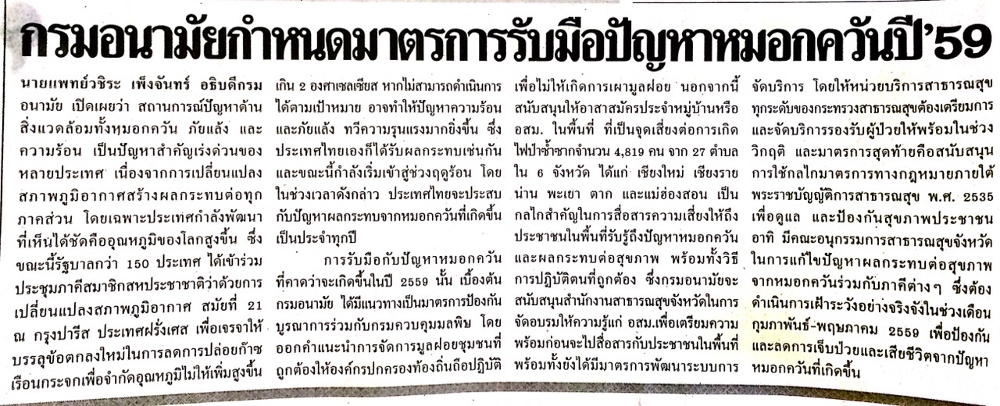 กรมอนามัยกำหนดมาตรการรับมือปัญหาหมอกควันปี'59
นายแพทย์วชิระ เพ็งจันทร์ อธิบดีกรม
อนามัย เปิดเผยว่า สถานการณ์ปัญหาด้าน
สิ่งแวดล้อมทั้งหมอกควัน ภัยแล้ง และ
ความร้อน เป็นปัญหาสำคัญเร่งด่วนของ
หลายประเทศ เนื่องจากการเปลี่ยนแปลง
สภาพภูมิอากาศสร้างผลกระทบต่อทุก
ภาคส่วน โดยเฉพาะประเทศกำลังพัฒนา
ที่เห็นได้ชัดคืออุณหภูมิของโลกสูงขึ้น ซึ่ง
ขณะนี้รัฐบาลกว่า 150 ประเทศ ได้เข้าร่วม
ประชุมภาคีสมาชิกสหประชาชาติว่าด้วยการ
เปลี่ยนแปลงสภาพภูมิอากาศ สมัยที่ 21
ณ กรุงปารีส ประเทศฝรั่งเศส เพื่อเจรจาให้
บรรลุข้อตกลงใหม่ในการลดการปล่อยก๊าซ
เรือนกระจกเพื่อจำกัดอุณหภูมิไม่ให้เพิ่มสูงขึ้น
เกิน 2 องศาเซลเซียส หากไม่สามารถดำเนินการ
ได้ตามเป้าหมาย อาจทำให้ปัญหาความร้อน
และภัยแล้ง ทวีความรุนแรงมากยิ่งขึ้น ซึ่ง
ประเทศไทยเองก็ได้รับผลกระทบเช่นกัน
และขณะนี้กำลังเริ่มเข้าสู่ช่วงฤดูร้อน โดย
ในช่วงเวลาดังกล่าว ประเทศไทยจะประสบ
กับปัญหาผลกระทบจากหมอกควันที่เกิดขึ้น
เป็นประจำทุกปี
การรับมือกับปัญหาหมอกควัน
ที่คาดว่าจะเกิดขึ้นในปี 2559 นั้น เบื้องต้น
กรมอนามัย ได้มีแนวทางเป็นมาตรการป้องกัน
บูรณาการร่วมกับกรมควบคุมมลพิษ โดย
ออกคำแนะนำการจัดการมูลฝอยชุมชนที่
ถูกต้องให้องค์กรปกครองท้องถิ่นถือปฏิบัติ
เพื่อไม่ให้เกิดการเผามูลฝอย นอกจากนี้
สนับสนุนให้อาสาสมัครประจำหมู่บ้านหรือ
อสม. ในพื้นที่ ที่เป็นจุดเสี่ยงต่อการเกิด
ไฟป่าซ้ำซากจำนวน 4,819 คน จาก 27 ตำบล
ใน 6 จังหวัด ได้แก่ เชียงใหม่ เชียงราย
น่าน พะเยา ตาก และแม่ฮ่องสอน เป็น
กลไกสำคัญในการสื่อสารความเสี่ยงให้ถึง
ประชาชนในพื้นที่รับรู้ถึงปัญหาหมอกควัน
และผลกระทบต่อสุขภาพ พร้อมทั้งวิธี
การปฏิบัติตนที่ถูกต้อง ซึ่งกรมอนามัยจะ
สนับสนุนสำนักงานสาธารณสุขจังหวัดในการ
จัดอบรมให้ความรู้แก่ อสม.เพื่อเตรียมความ
พร้อมก่อนจะไปสื่อสารกับประชาชนในพื้นที่
พร้อมทั้งยังได้มีมาตรการพัฒนาระบบการ
จัดบริการ โดยให้หน่วยบริการสาธารณสุข
ทุกระดับของกระทรวงสาธารณสุขต้องเตรียมการ
และจัดบริการรองรับผู้ป่วยให้พร้อมในช่วง
วิกฤติ และมาตรการสุดท้ายคือสนับสนุน
การใช้กลไกมาตรการทางกฎหมายภายใต้
พระราชบัญญัติการสาธารณสุข พ.ศ. 2535
เพื่อดูแล และป้องกันสุขภาพประชาชน
อาทิ มีคณะอนุกรรมการสาธารณสุขจังหวัด
ในการแก้ไขปัญหาผลกระทบต่อสุขภาพ
จากหมอกควันร่วมกับภาคีต่างๆ ซึ่งต้อง
ดำเนินการเฝ้าระวังอย่างจริงจังในช่วงเดือน
กุมภาพันธ์-พฤษภาคม 2559 เพื่อป้องกัน
และลดการเจ็บป่วยและเสียชีวิตจากปัญหา
หมอกควันที่เกิดขึ้น